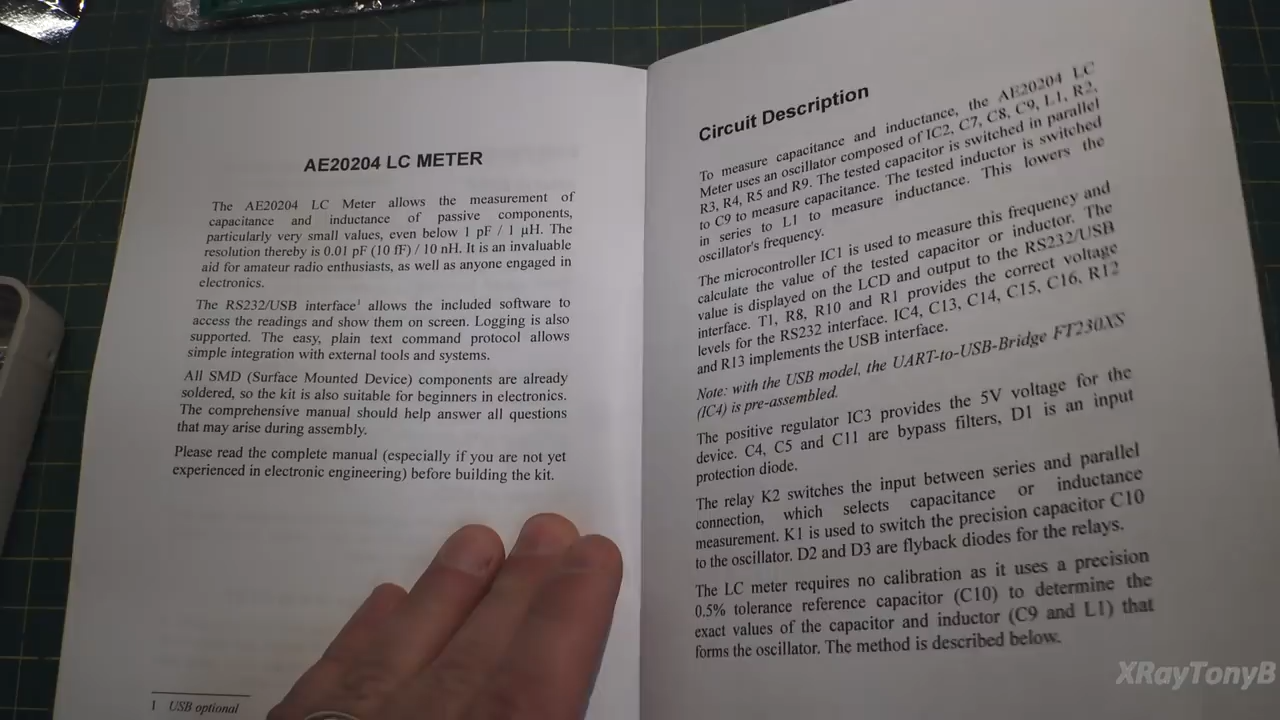 AE20204 LC METER
The AE20204 LC Meter allows the measurement of
capacitance and inductance of passive components,
particularly very small values, even below 1 pF / 1 µH. The
resolution thereby is 0.01 pF (10 fF) / 10 nH. It is an invaluable
aid for amateur radio enthusiasts, as well as anyone engaged in
electronics.
The RS232/USB interface¹ allows the included software to
access the readings and show them on screen. Logging is also
supported. The easy, plain text command protocol allows
simple integration with external tools and systems.
All SMD (Surface Mounted Device) components are already
soldered, so the kit is also suitable for beginners in electronics.
The comprehensive manual should help answer all questions
that may arise during assembly.
Please read the complete manual (especially if you are not yet
experienced in electronic engineering) before building the kit.
1 USB optional
Circuit Description
To measure capacitance and inductance, the AE20204 LC
Meter uses an oscillator composed of IC2, C7, C8, C9, L1, R2,
R3, R4, R5 and R9. The tested capacitor is switched in parallel
to C9 to measure capacitance. The tested inductor is switched
in series to L1 to measure inductance. This lowers the
oscillator's frequency.
The microcontroller IC1 is used to measure this frequency and
calculate the value of the tested capacitor or inductor. The
value is displayed on the LCD and output to the RS232/USB
interface. T1, R8, R10 and R1 provides the correct voltage
levels for the RS232 interface. IC4, C13, C14, C15, C16, R12
and R13 implements the USB interface.
Note: with the USB model, the UART-to-USB-Bridge FT230XS
(IC4) is pre-assembled.
The positive regulator IC3 provides the 5V voltage for the
device. C4, C5 and C11 are bypass filters, D1 is an input
protection diode.
The relay K2 switches the input between series and parallel
connection, which selects capacitance or inductance
measurement. K1 is used to switch the precision capacitor C10
to the oscillator. D2 and D3 are flyback diodes for the relays.
The LC meter requires no calibration as it uses a precision
0.5% tolerance reference capacitor (C10) to determine the
exact values of the capacitor and inductor (C9 and L1) that
forms the oscillator. The method is described below.
XRayTonyB